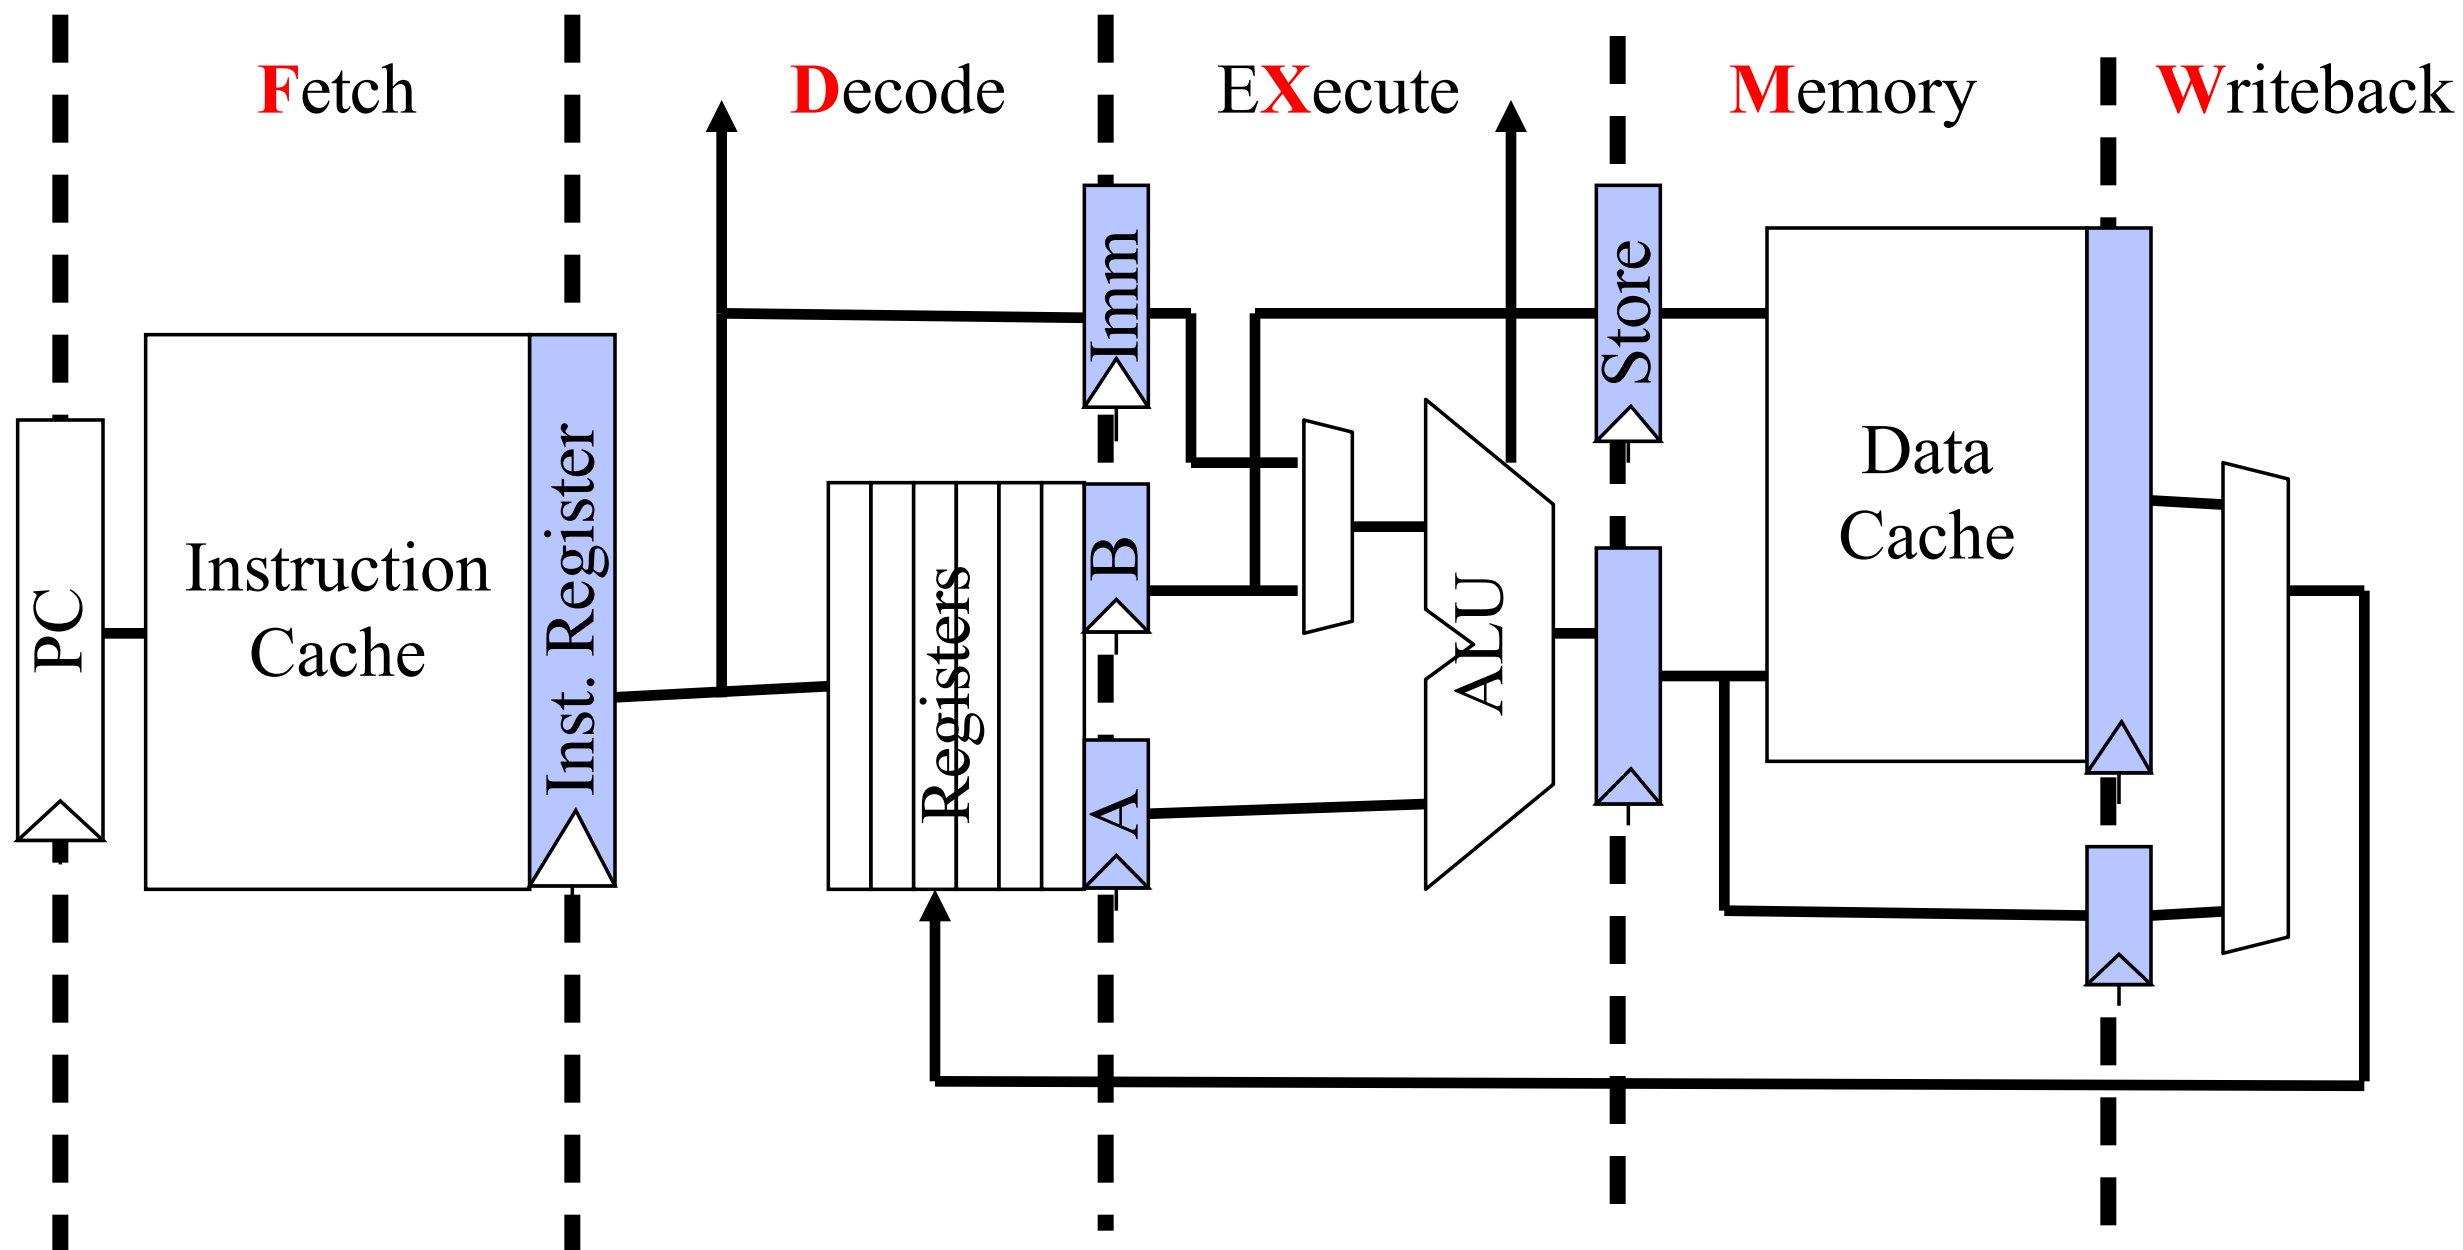 Fetch
Decode
EXecute
Memory
Writeback
PC
Instruction
Cache
Inst. Register
Registers
Imm
B
A
ALU
Store
Data
Cache